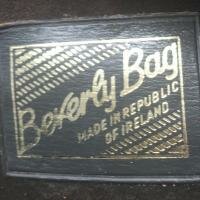 Beverly Bag
MADE IN REPUBLIC
OF IRELAND